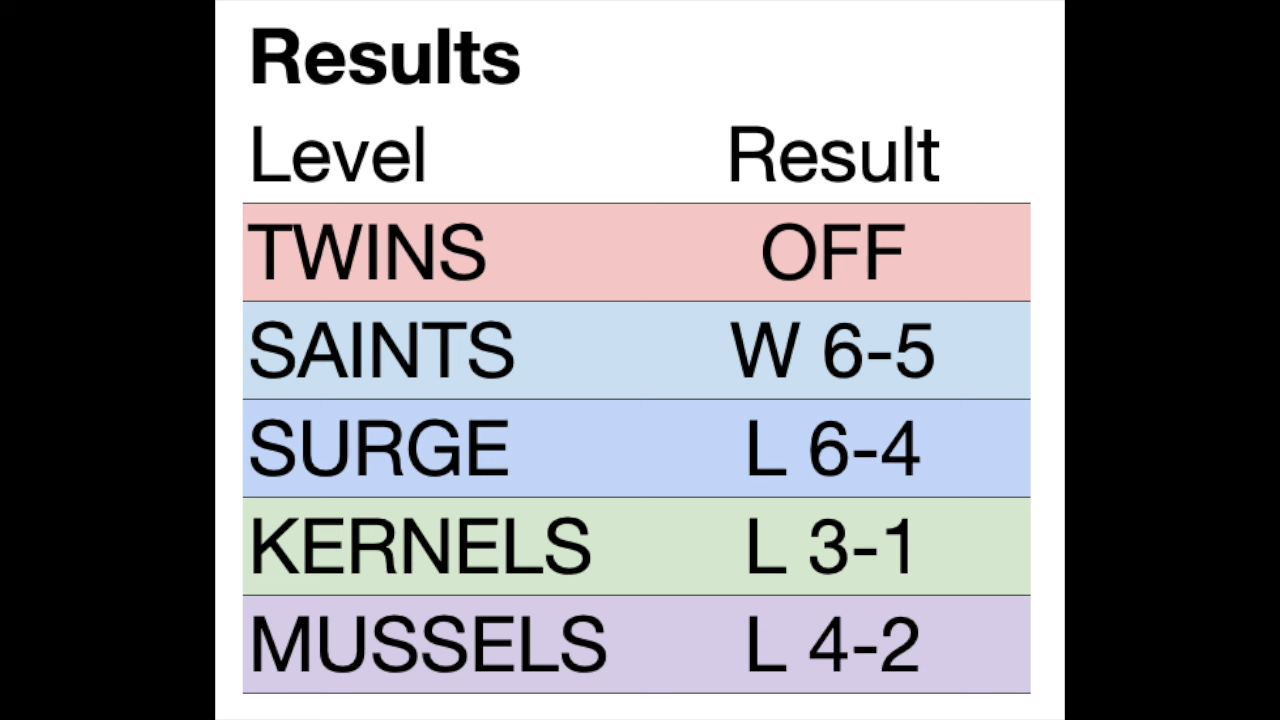 Results
Level Result
TWINS OFF
SAINTS W 6-5
SURGE L 6-4
KERNELS L 3-1
MUSSELS L 4-2